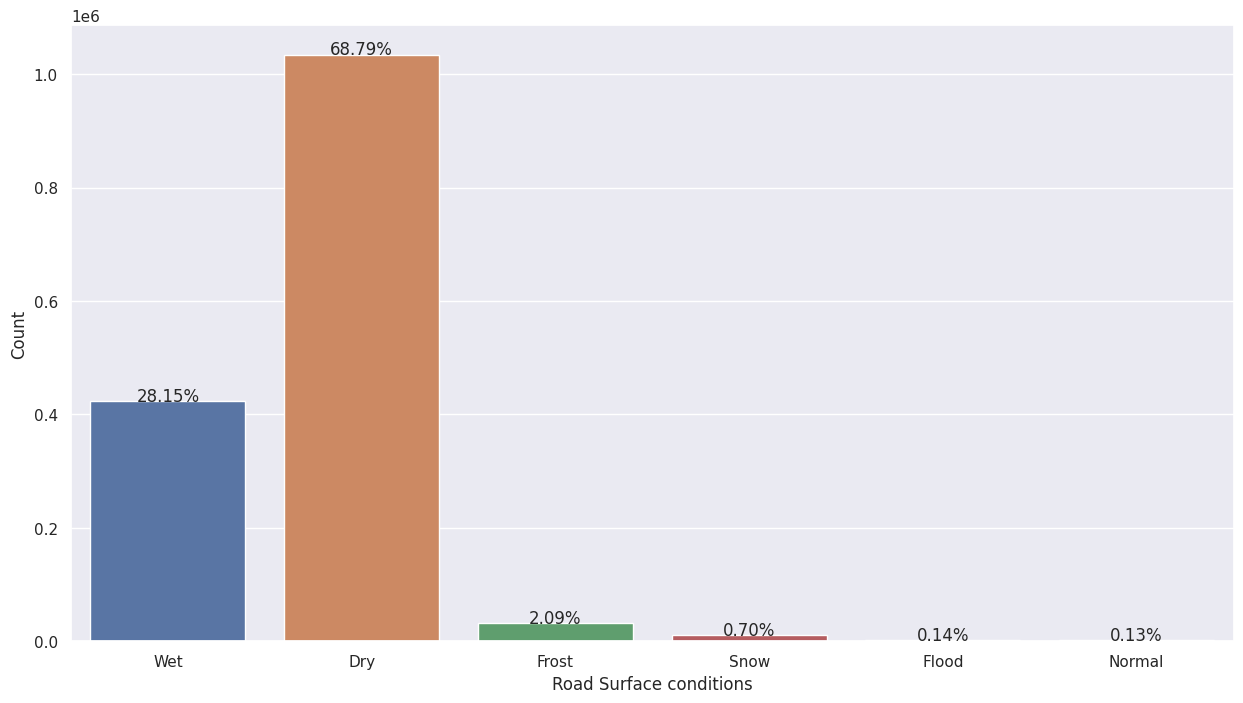 1e6
1.0
0.8
0.6
0.4
0.2
0.0
Count
68.79%
28.15%
2.09%
0.70%
0.14%
0.13%
Wet
Dry
Frost
Snow
Flood
Normal
Road Surface conditions